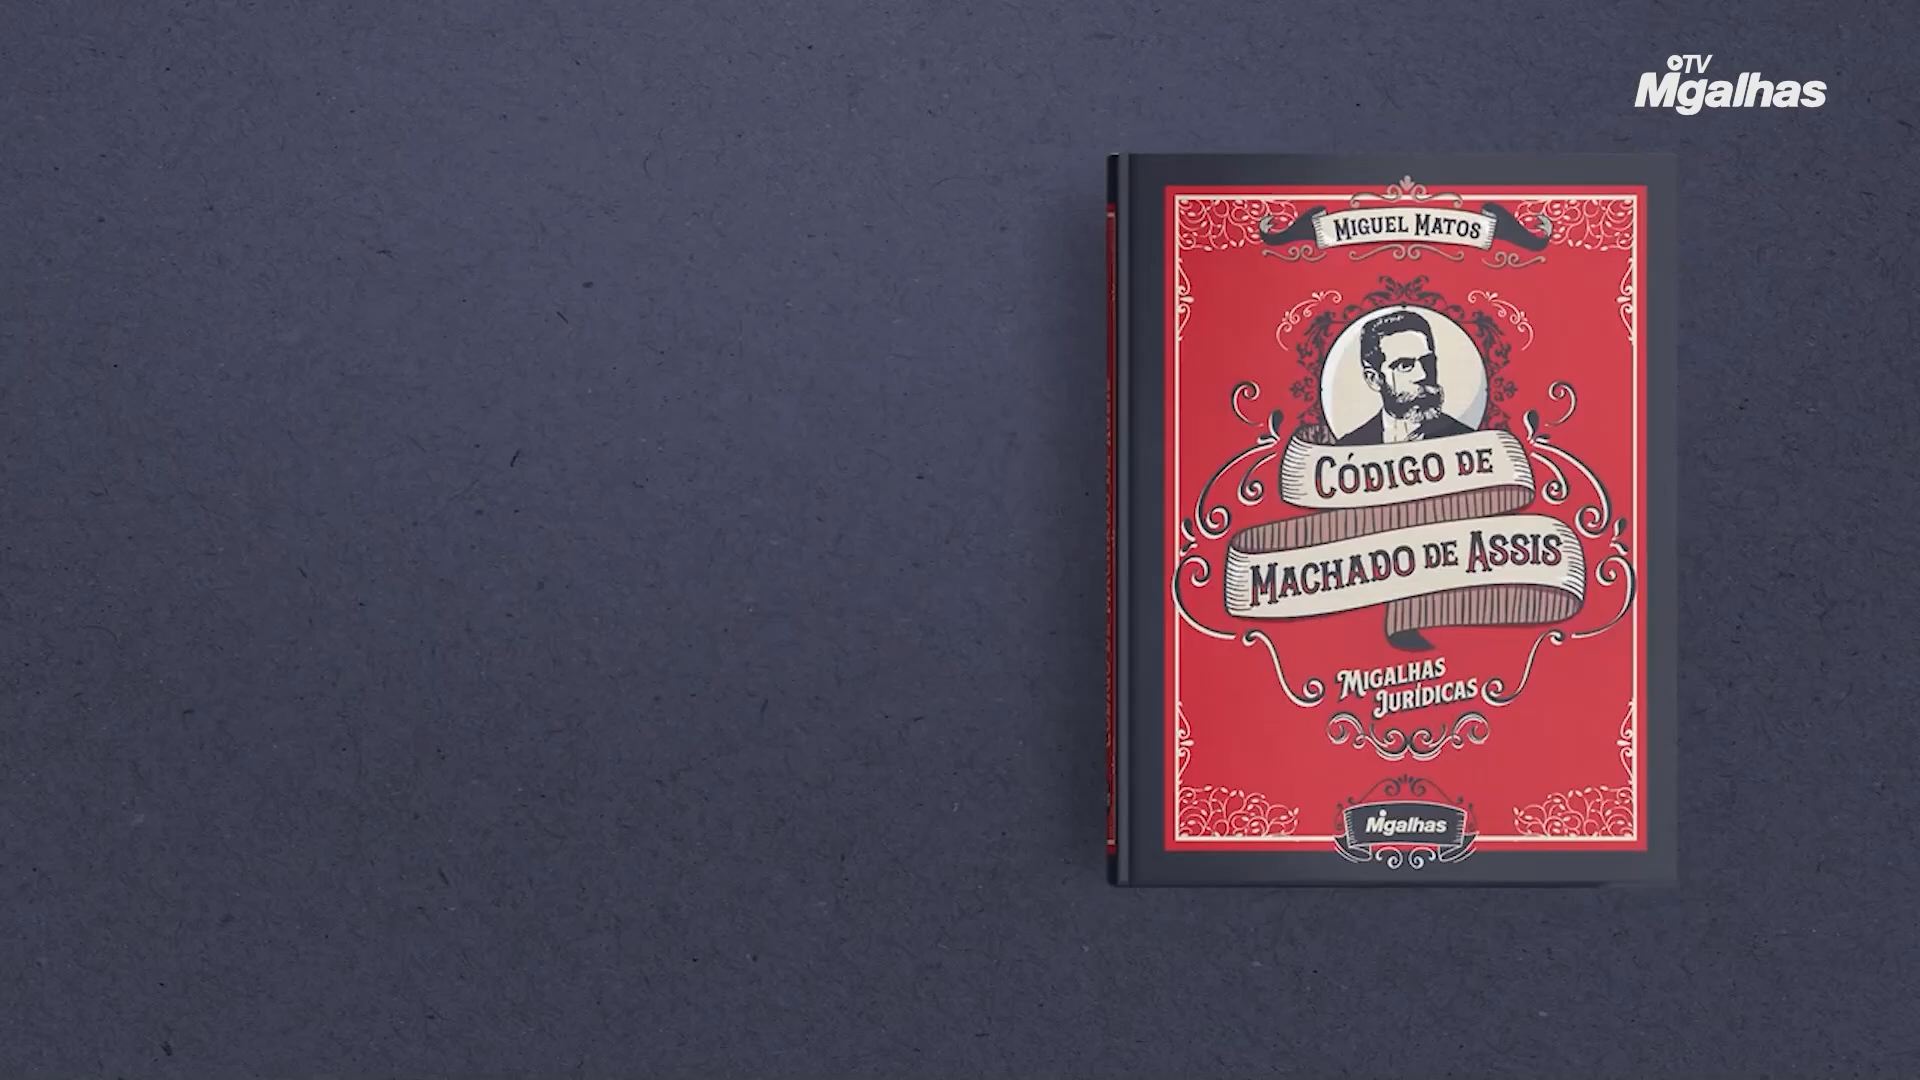 TV
Migalhas
MIGUEL MATOS
CÓDIGO DE
MACHADO DE ASSIS
MIGALHAS
JURÍDICAS
Migalhas